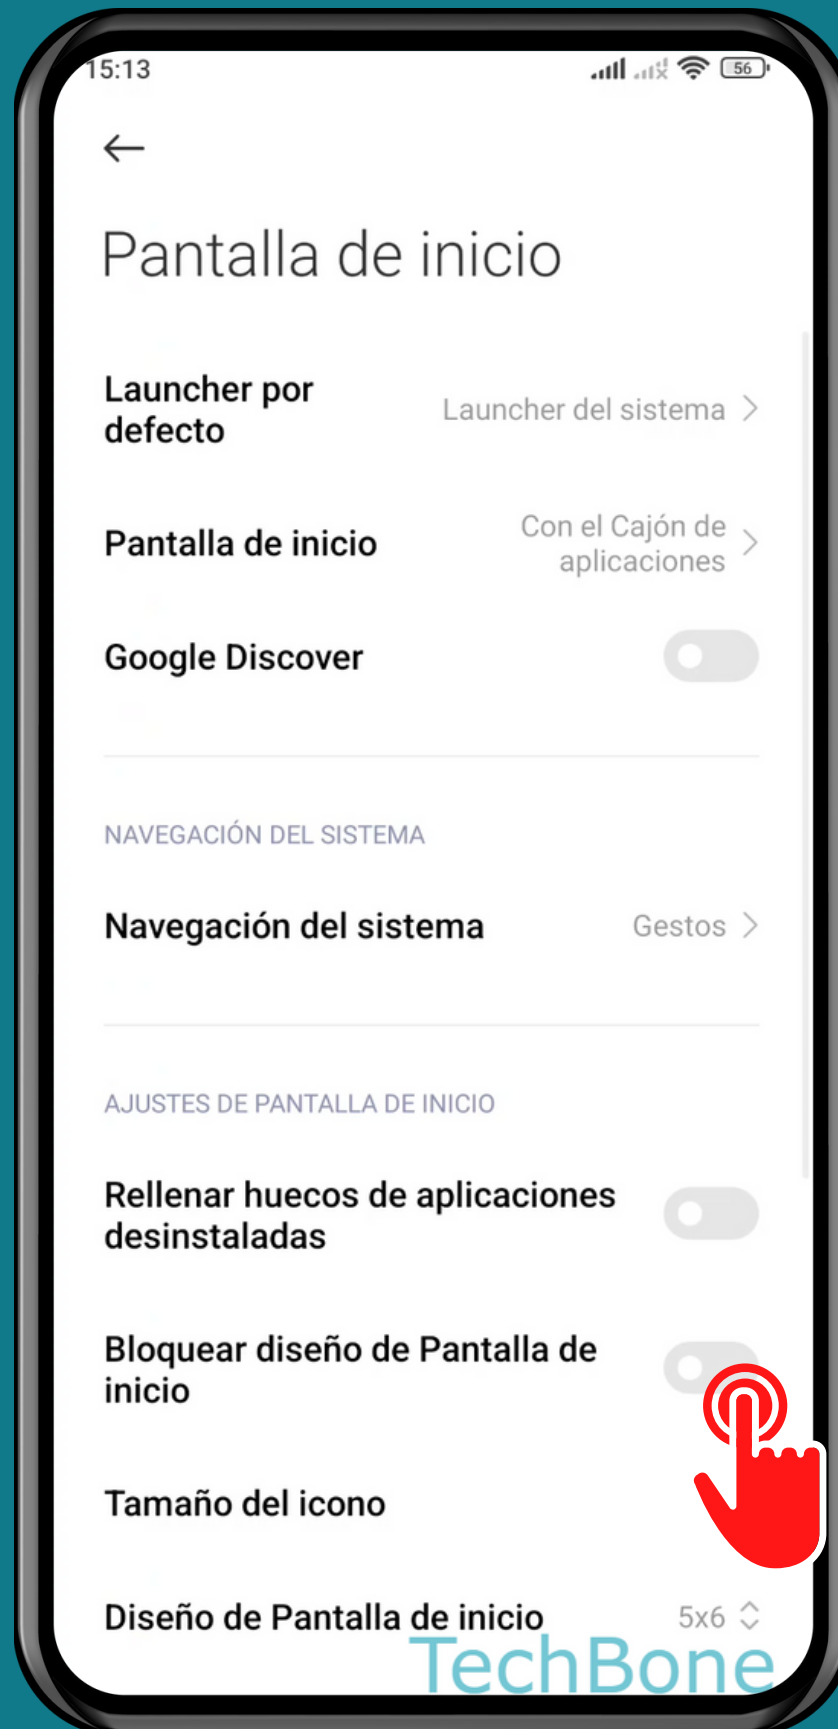 15:13
56
Pantalla de inicio
Launcher por
defecto
Launcher del sistema
Pantalla de inicio
Con el Cajón de
aplicaciones
Google Discover
NAVEGACIÓN DEL SISTEMA
Navegación del sistema
Gestos
AJUSTES DE PANTALLA DE INICIO
Rellenar huecos de aplicaciones
desinstaladas
Bloquear diseño de Pantalla de
inicio
Tamaño del icono
Diseño de Pantalla de inicio
5x6
TechBone